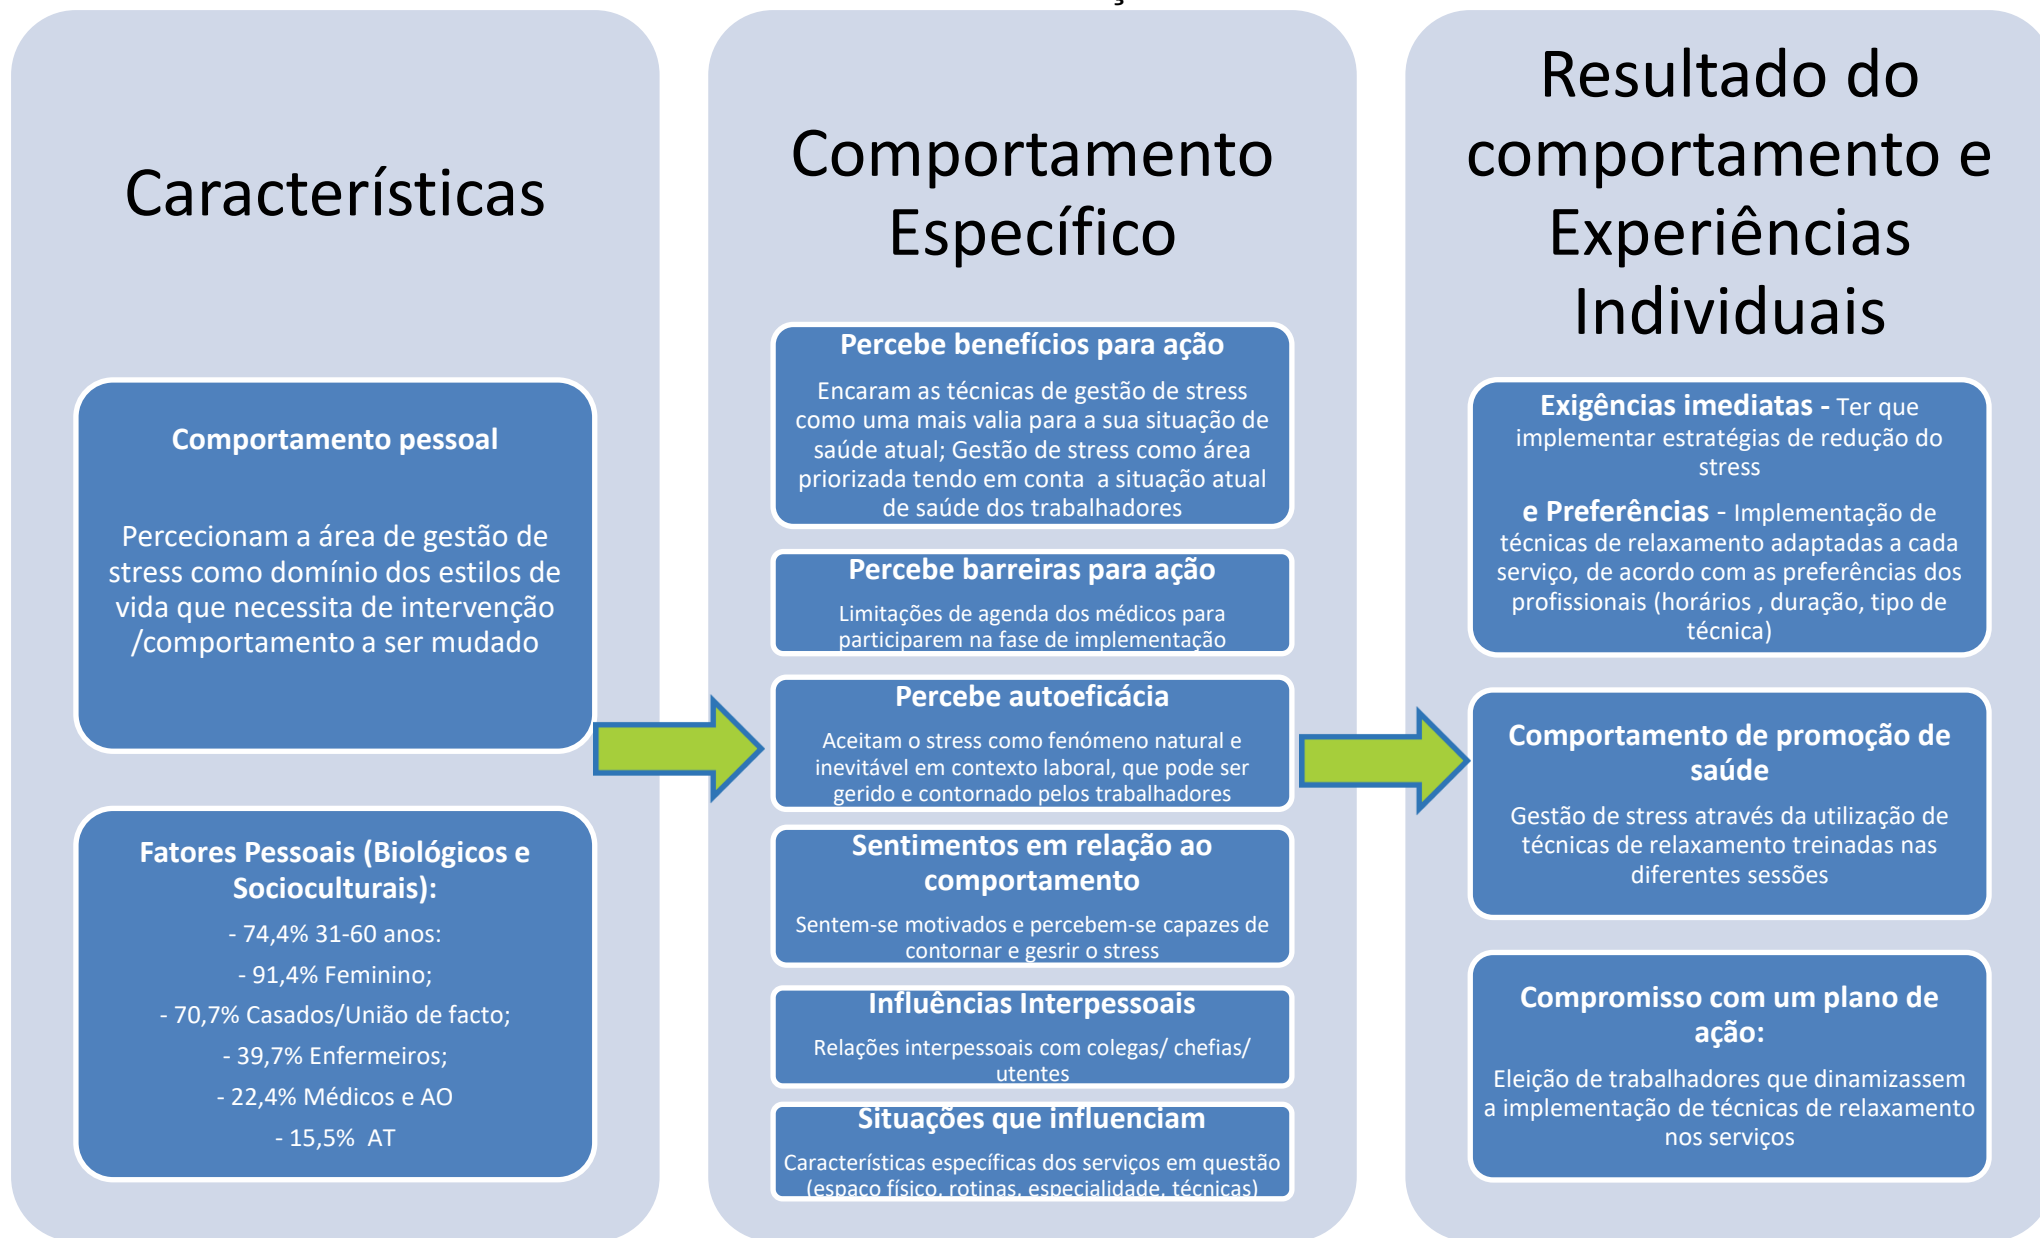 Características
Comportamento pessoal
Percecionam a área de gestão de
stress como domínio dos estilos de
vida que necessita de intervenção
/comportamento a ser mudado
Fatores Pessoais (Biológicos e
Socioculturais):
- 74,4% 31-60 anos:
- 91,4% Feminino;
- 70,7% Casados/União de facto;
- 39,7% Enfermeiros;
- 22,4% Médicos e AO
- 15,5% AT
Comportamento
Específico
Percebe benefícios para ação
Encaram as técnicas de gestão de stress
como uma mais valia para a sua situação de
saúde atual; Gestão de stress como área
priorizada tendo em conta a situação atual
de saúde dos trabalhadores
Percebe barreiras para ação
Limitações de agenda dos médicos para
participarem na fase de implementação
Percebe autoeficácia
Aceitam o stress como fenómeno natural e
inevitável em contexto laboral, que pode ser
gerido e contornado pelos trabalhadores
Sentimentos em relação ao
comportamento
Sentem-se motivados e percebem-se capazes de
contornar e gesrir o stress
Influências Interpessoais
Relações interpessoais com colegas/ chefias/
utentes
Situações que influenciam
Características específicas dos serviços em questão
(espaço físico, rotinas, especialidade, técnicas)
Resultado do
comportamento e
Experiências
Individuais
Exigências imediatas - Ter que
implementar estratégias de redução do
stress
e Preferências - Implementação de
técnicas de relaxamento adaptadas a cada
serviço, de acordo com as preferências dos
profissionais (horários , duração, tipo de
técnica)
Comportamento de promoção de
saúde
Gestão de stress através da utilização de
técnicas de relaxamento treinadas nas
diferentes sessões
Compromisso com um plano de
ação:
Eleição de trabalhadores que dinamizassem
a implementação de técnicas de relaxamento
nos serviços